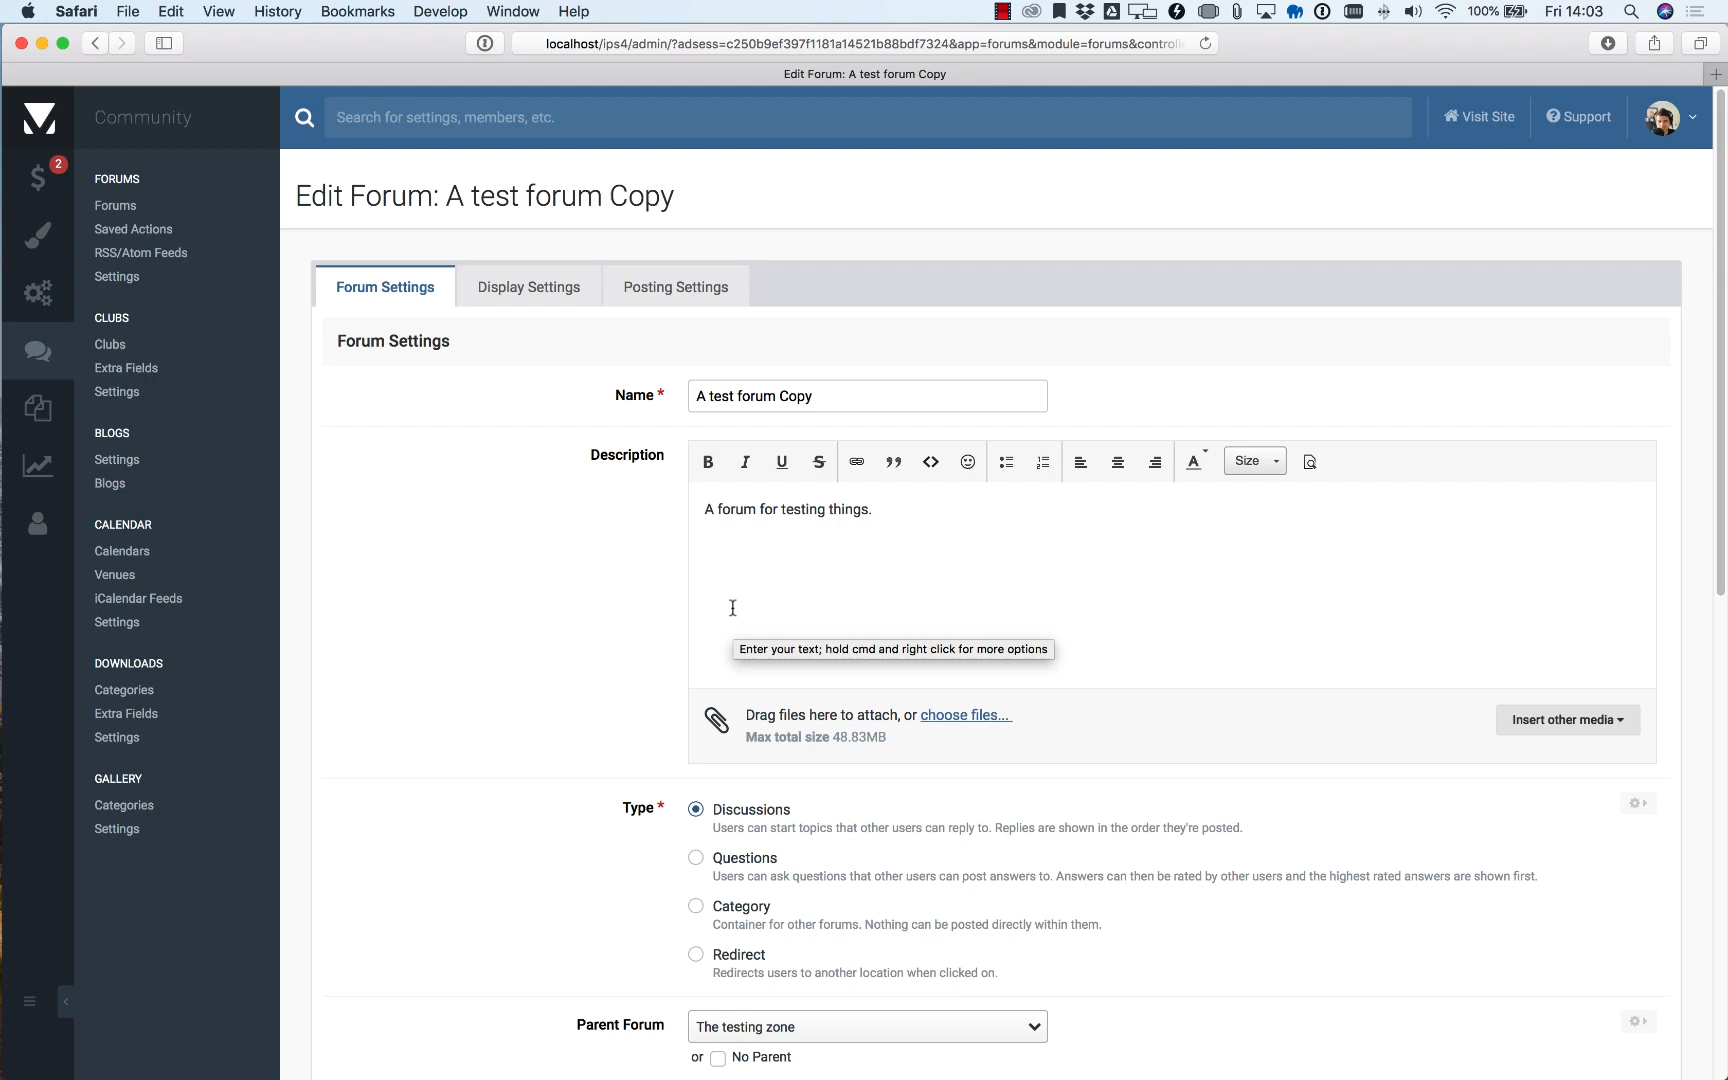 Safari File Edit View History Bookmarks Develop Window Help 100% Fri 14:03
localhost/ips4/admin/?adsess=c250b9ef397f1181a14521b88bdf7324&app=forums&module=forums&controll
Edit Forum: A test forum Copy
Community
Search for settings, members, etc.
Visit Site
Support
2
FORUMS
Forums
Saved Actions
RSS/Atom Feeds
Settings
CLUBS
Clubs
Extra Fields
Settings
BLOGS
Settings
Blogs
CALENDAR
Calendars
Venues
iCalendar Feeds
Settings
DOWNLOADS
Categories
Extra Fields
Settings
GALLERY
Categories
Settings
Edit Forum: A test forum Copy
Forum Settings Display Settings Posting Settings
Forum Settings
Name * A test forum Copy
Description
B I U S Size
A forum for testing things.
Enter your text; hold cmd and right click for more options
Drag files here to attach, or choose files...
Max total size 48.83MB
Insert other media
Type * Discussions
Users can start topics that other users can reply to. Replies are shown in the order they're posted.
Questions
Users can ask questions that other users can post answers to. Answers can then be rated by other users and the highest rated answers are shown first.
Category
Container for other forums. Nothing can be posted directly within them.
Redirect
Redirects users to another location when clicked on.
Parent Forum The testing zone
or No Parent